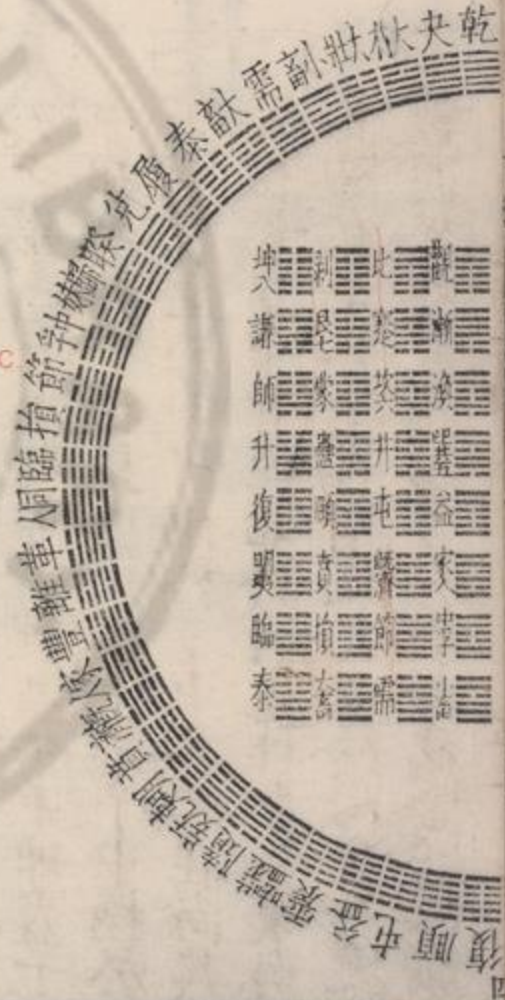 乾夬大有大壯小畜需大畜泰履兌睽歸妹中孚節損臨同人革離豐家人既濟賁明夷无妄隨噬嗑震益屯頤復
觀比剝坤八
漸蹇艮七謙
渙坎六蒙師
巽五井蠱升
益屯頤復
家人既濟賁明夷
中孚節損臨
小畜需大畜泰